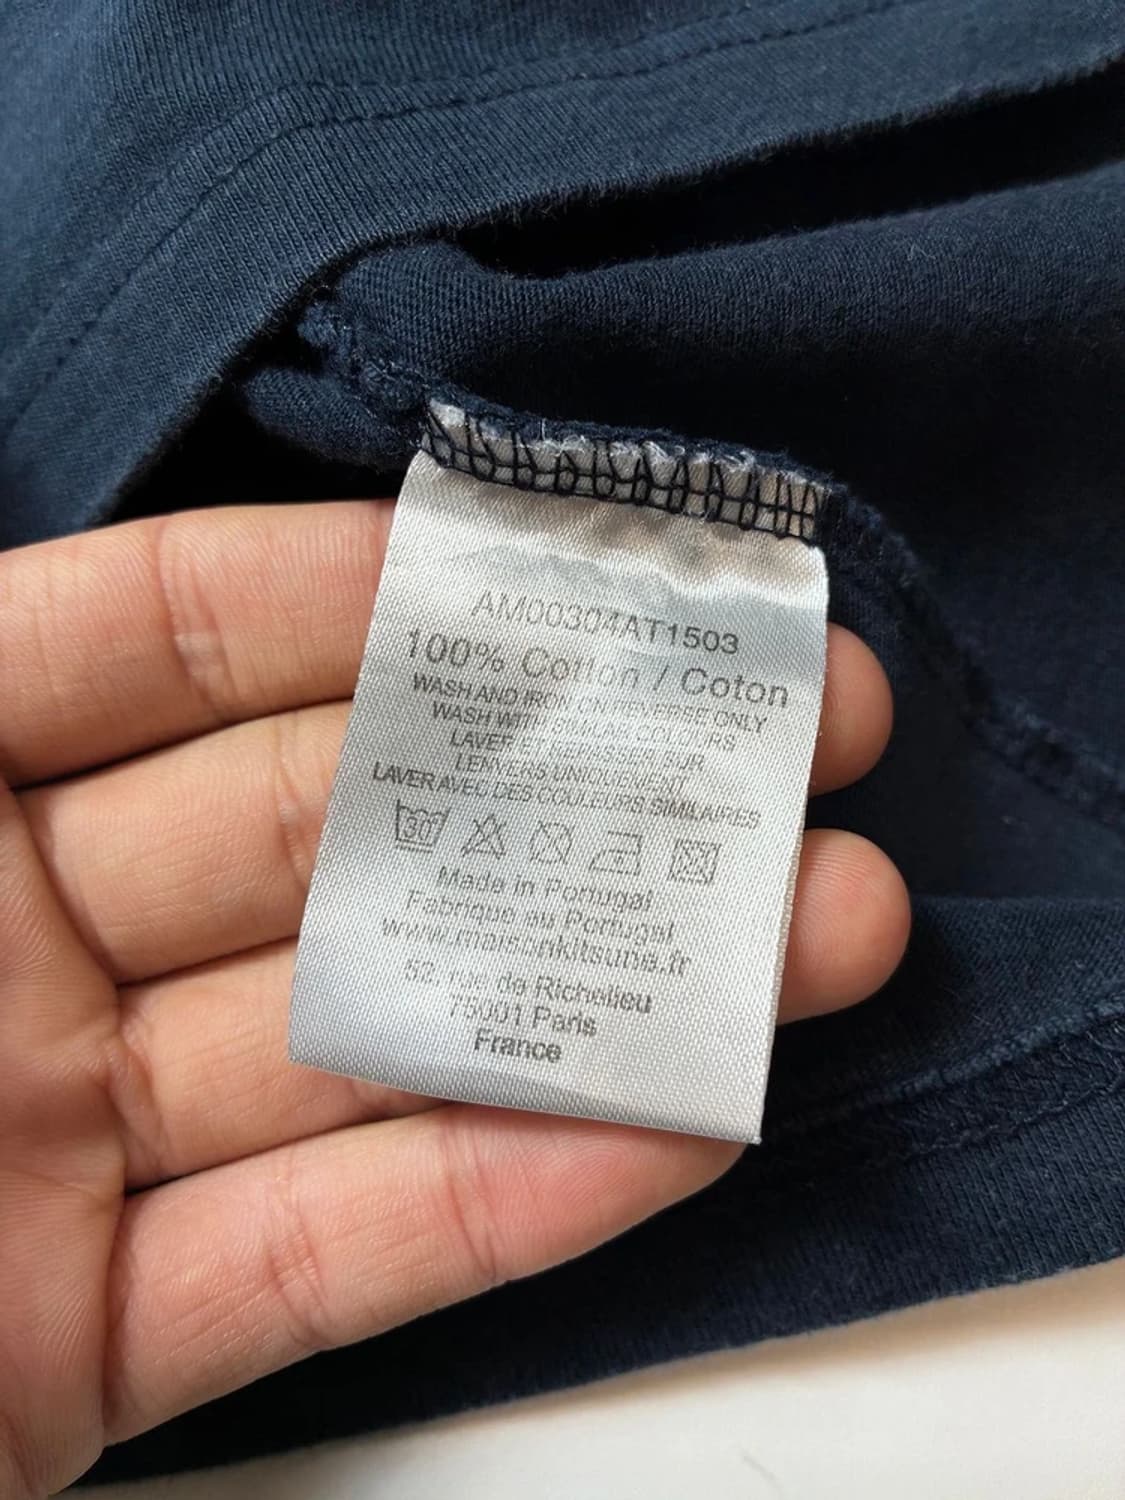 AM00304AT1503
100% Cotton / Coton
WASH AND IRON ON REVERSE ONLY
WASH WITH SIMILAR COLOURS
LAVER ET REPASSER SUR
LENVERS UNIQUEMENT
LAVER AVEC DES COULEURS SIMILAIRES
30°
Made in Portugal
Fabrique au Portugal
www.maisonkitsune.fr
52, rue de Richelieu
75001 Paris
France